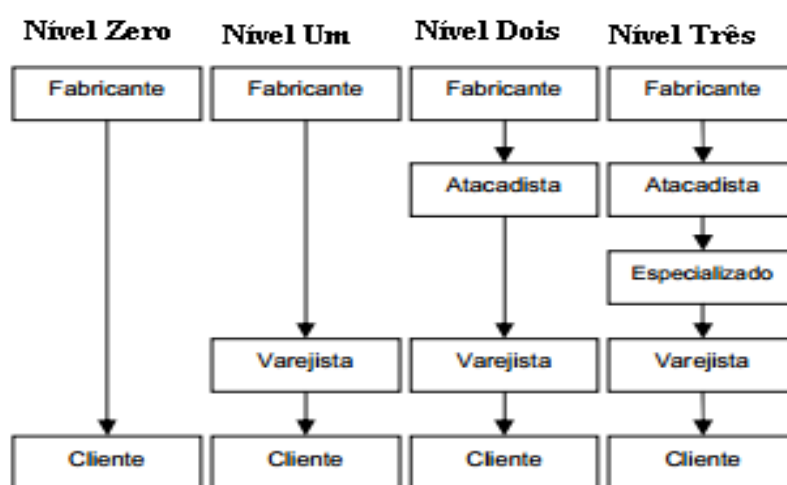 Nível Zero
Nível Um
Nível Dois
Nível Três
Fabricante
Fabricante
Fabricante
Fabricante
Atacadista
Atacadista
Especializado
Varejista
Varejista
Varejista
Cliente
Cliente
Cliente
Cliente